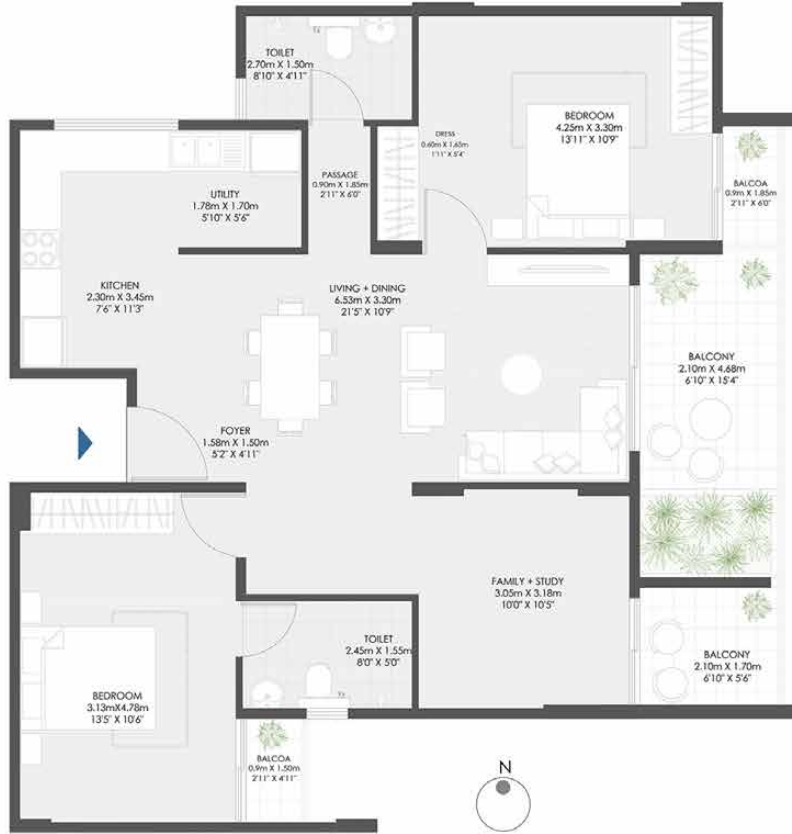 TOILET
2.70m X 1.50m
8'10" X 4'11"
BEDROOM
4.25m X 3.30m
13'11" X 10'9"
DRESS
0.60m X 1.65m
1'11" X 5'4"
PASSAGE
0.90m X 1.85m
2'11" X 6'0"
BALCOA
0.9m X 1.85m
2'11" X 6'0"
UTILITY
1.78m X 1.70m
5'10" X 5'6"
KITCHEN
2.30m X 3.45m
7'6" X 11'3"
LIVING + DINING
6.53m X 3.30m
21'5" X 10'9"
BALCONY
2.10m X 4.68m
6'10" X 15'4"
FOYER
1.58m X 1.50m
5'2" X 4'11"
FAMILY + STUDY
3.05m X 3.18m
10'0" X 10'5"
TOILET
2.45m X 1.55m
8'0" X 5'0"
BALCONY
2.10m X 1.70m
6'10" X 5'6"
BEDROOM
3.13mX4.78m
13'5" X 10'6"
BALCOA
0.9m X 1.50m
2'11" X 4'11"
N